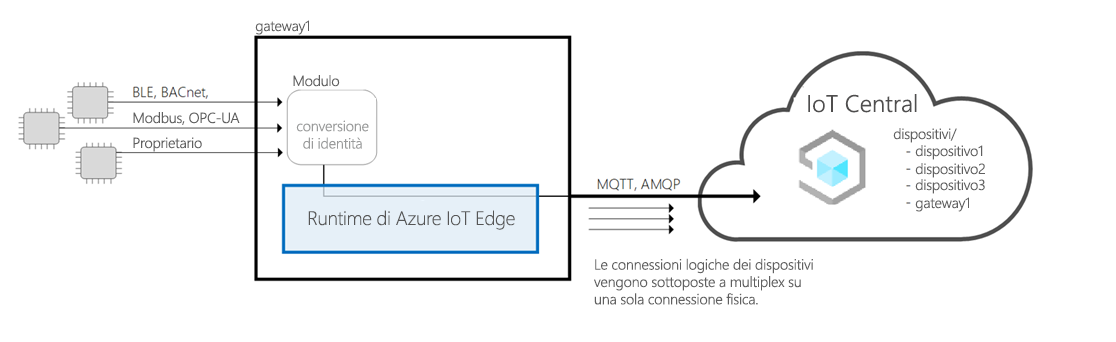 gateway1
BLE, BACnet,
Modbus, OPC-UA
Proprietario
Modulo
conversione
di identità
Runtime di Azure IoT Edge
MQTT, AMQP
Le connessioni logiche dei dispositivi
vengono sottoposte a multiplex su
una sola connessione fisica.
IoT Central
dispositivi/
- dispositivo1
- dispositivo2
- dispositivo3
- gateway1